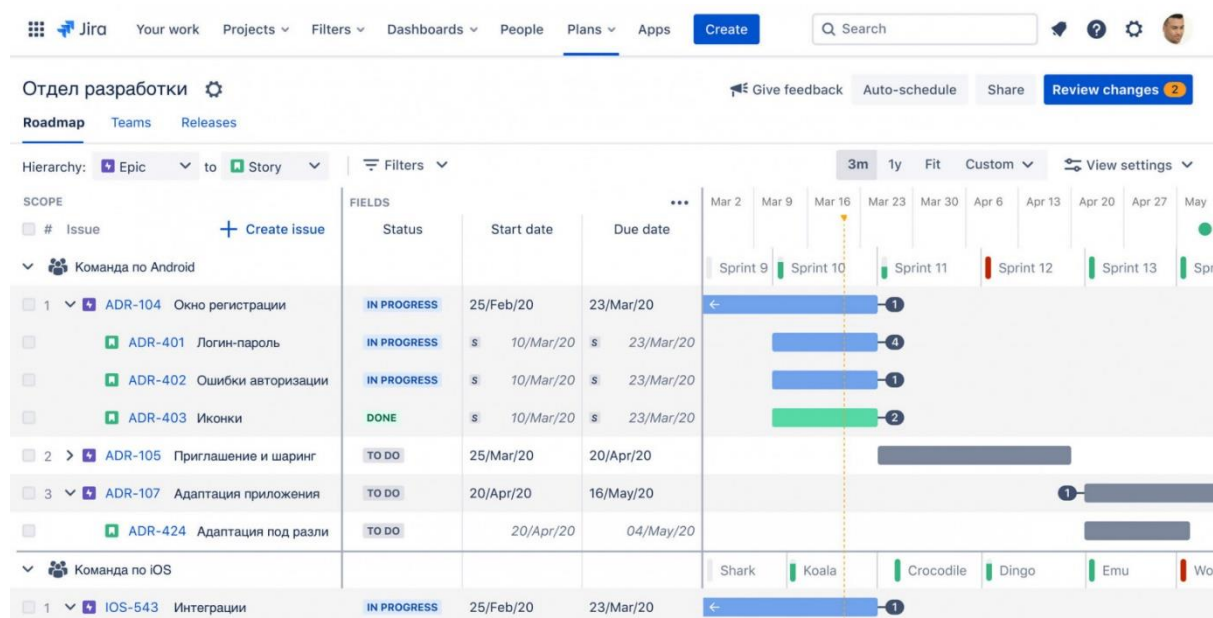 Jira Your work Projects Filters Dashboards People Plans Apps Create Search
Отдел разработки Give feedback Auto-schedule Share Review changes 2
Roadmap Teams Releases
Hierarchy: Epic to Story Filters 3m 1y Fit Custom View settings
SCOPE FIELDS ••• Mar 2 Mar 9 Mar 16 Mar 23 Mar 30 Apr 6 Apr 13 Apr 20 Apr 27 May
# Issue + Create issue Status Start date Due date
Команда по Android Sprint 9 Sprint 10 Sprint 11 Sprint 12 Sprint 13 Spr
1 ADR-104 Окно регистрации IN PROGRESS 25/Feb/20 23/Mar/20 1
ADR-401 Логин-пароль IN PROGRESS S 10/Mar/20 S 23/Mar/20 4
ADR-402 Ошибки авторизации IN PROGRESS S 10/Mar/20 S 23/Mar/20 1
ADR-403 Иконки DONE S 10/Mar/20 S 23/Mar/20 2
2 ADR-105 Приглашение и шаринг TO DO 25/Mar/20 20/Apr/20
3 ADR-107 Адаптация приложения TO DO 20/Apr/20 16/May/20 1
ADR-424 Адаптация под разли TO DO 20/Apr/20 04/May/20
Команда по iOS Shark Koala Crocodile Dingo Emu Wo
1 IOS-543 Интеграции IN PROGRESS 25/Feb/20 23/Mar/20 1